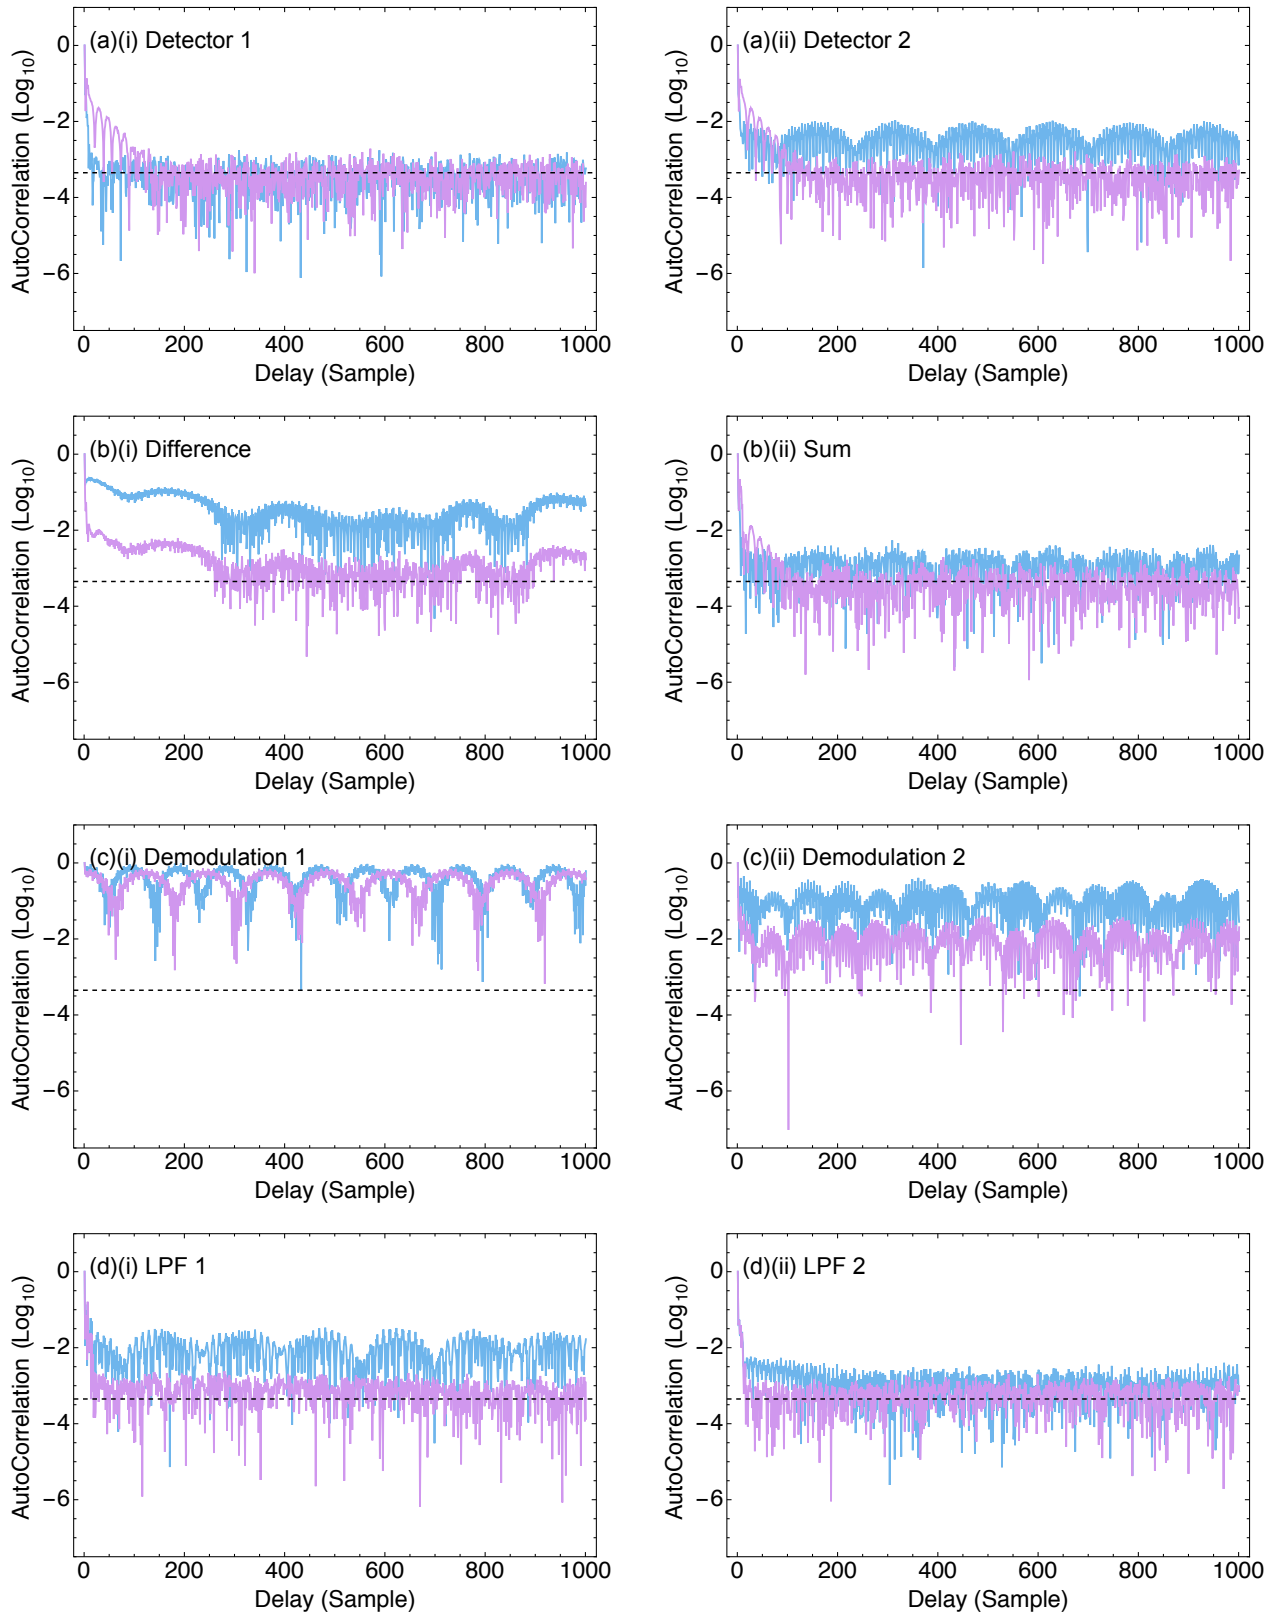 (a)(i) Detector 1
0
−2
−4
−6
AutoCorrelation (Log10)
0 200 400 600 800 1000
Delay (Sample)
(a)(ii) Detector 2
0
−2
−4
−6
AutoCorrelation (Log10)
0 200 400 600 800 1000
Delay (Sample)
(b)(i) Difference
0
−2
−4
−6
AutoCorrelation (Log10)
0 200 400 600 800 1000
Delay (Sample)
(b)(ii) Sum
0
−2
−4
−6
AutoCorrelation (Log10)
0 200 400 600 800 1000
Delay (Sample)
(c)(i) Demodulation 1
0
−2
−4
−6
AutoCorrelation (Log10)
0 200 400 600 800 1000
Delay (Sample)
(c)(ii) Demodulation 2
0
−2
−4
−6
AutoCorrelation (Log10)
0 200 400 600 800 1000
Delay (Sample)
(d)(i) LPF 1
0
−2
−4
−6
AutoCorrelation (Log10)
0 200 400 600 800 1000
Delay (Sample)
(d)(ii) LPF 2
0
−2
−4
−6
AutoCorrelation (Log10)
0 200 400 600 800 1000
Delay (Sample)